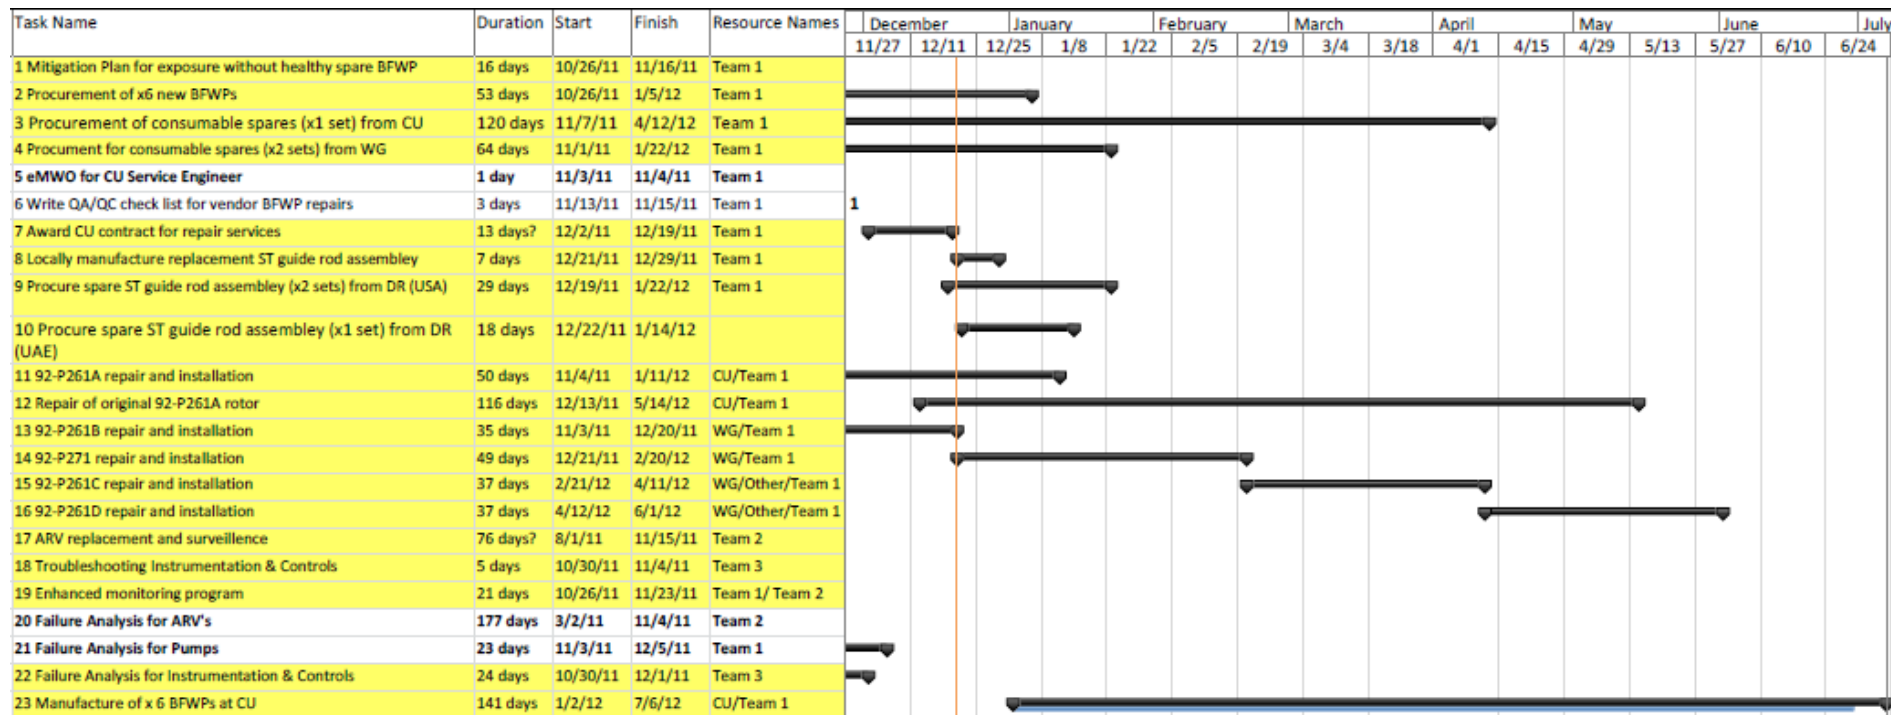 Task Name Duration Start Finish Resource Names December January February March April May June July
11/27 12/11 12/25 1/8 1/22 2/5 2/19 3/4 3/18 4/1 4/15 4/29 5/13 5/27 6/10 6/24
1 Mitigation Plan for exposure without healthy spare BFWP 16 days 10/26/11 11/16/11 Team 1
2 Procurement of x6 new BFWPs 53 days 10/26/11 1/5/12 Team 1
3 Procurement of consumable spares (x1 set) from CU 120 days 11/7/11 4/12/12 Team 1
4 Procument for consumable spares (x2 sets) from WG 64 days 11/1/11 1/22/12 Team 1
5 eMWO for CU Service Engineer 1 day 11/3/11 11/4/11 Team 1
6 Write QA/QC check list for vendor BFWP repairs 3 days 11/13/11 11/15/11 Team 1 1
7 Award CU contract for repair services 13 days? 12/2/11 12/19/11 Team 1
8 Locally manufacture replacement ST guide rod assembley 7 days 12/21/11 12/29/11 Team 1
9 Procure spare ST guide rod assembley (x2 sets) from DR (USA) 29 days 12/19/11 1/22/12 Team 1
10 Procure spare ST guide rod assembley (x1 set) from DR 18 days 12/22/11 1/14/12
(UAE)
11 92-P261A repair and installation 50 days 11/4/11 1/11/12 CU/Team 1
12 Repair of original 92-P261A rotor 116 days 12/13/11 5/14/12 CU/Team 1
13 92-P261B repair and installation 35 days 11/3/11 12/20/11 WG/Team 1
14 92-P271 repair and installation 49 days 12/21/11 2/20/12 WG/Team 1
15 92-P261C repair and installation 37 days 2/21/12 4/11/12 WG/Other/Team 1
16 92-P261D repair and installation 37 days 4/12/12 6/1/12 WG/Other/Team 1
17 ARV replacement and surveillence 76 days? 8/1/11 11/15/11 Team 2
18 Troubleshooting Instrumentation & Controls 5 days 10/30/11 11/4/11 Team 3
19 Enhanced monitoring program 21 days 10/26/11 11/23/11 Team 1/ Team 2
20 Failure Analysis for ARV's 177 days 3/2/11 11/4/11 Team 2
21 Failure Analysis for Pumps 23 days 11/3/11 12/5/11 Team 1
22 Failure Analysis for Instrumentation & Controls 24 days 10/30/11 12/1/11 Team 3
23 Manufacture of x 6 BFWPs at CU 141 days 1/2/12 7/6/12 CU/Team 1